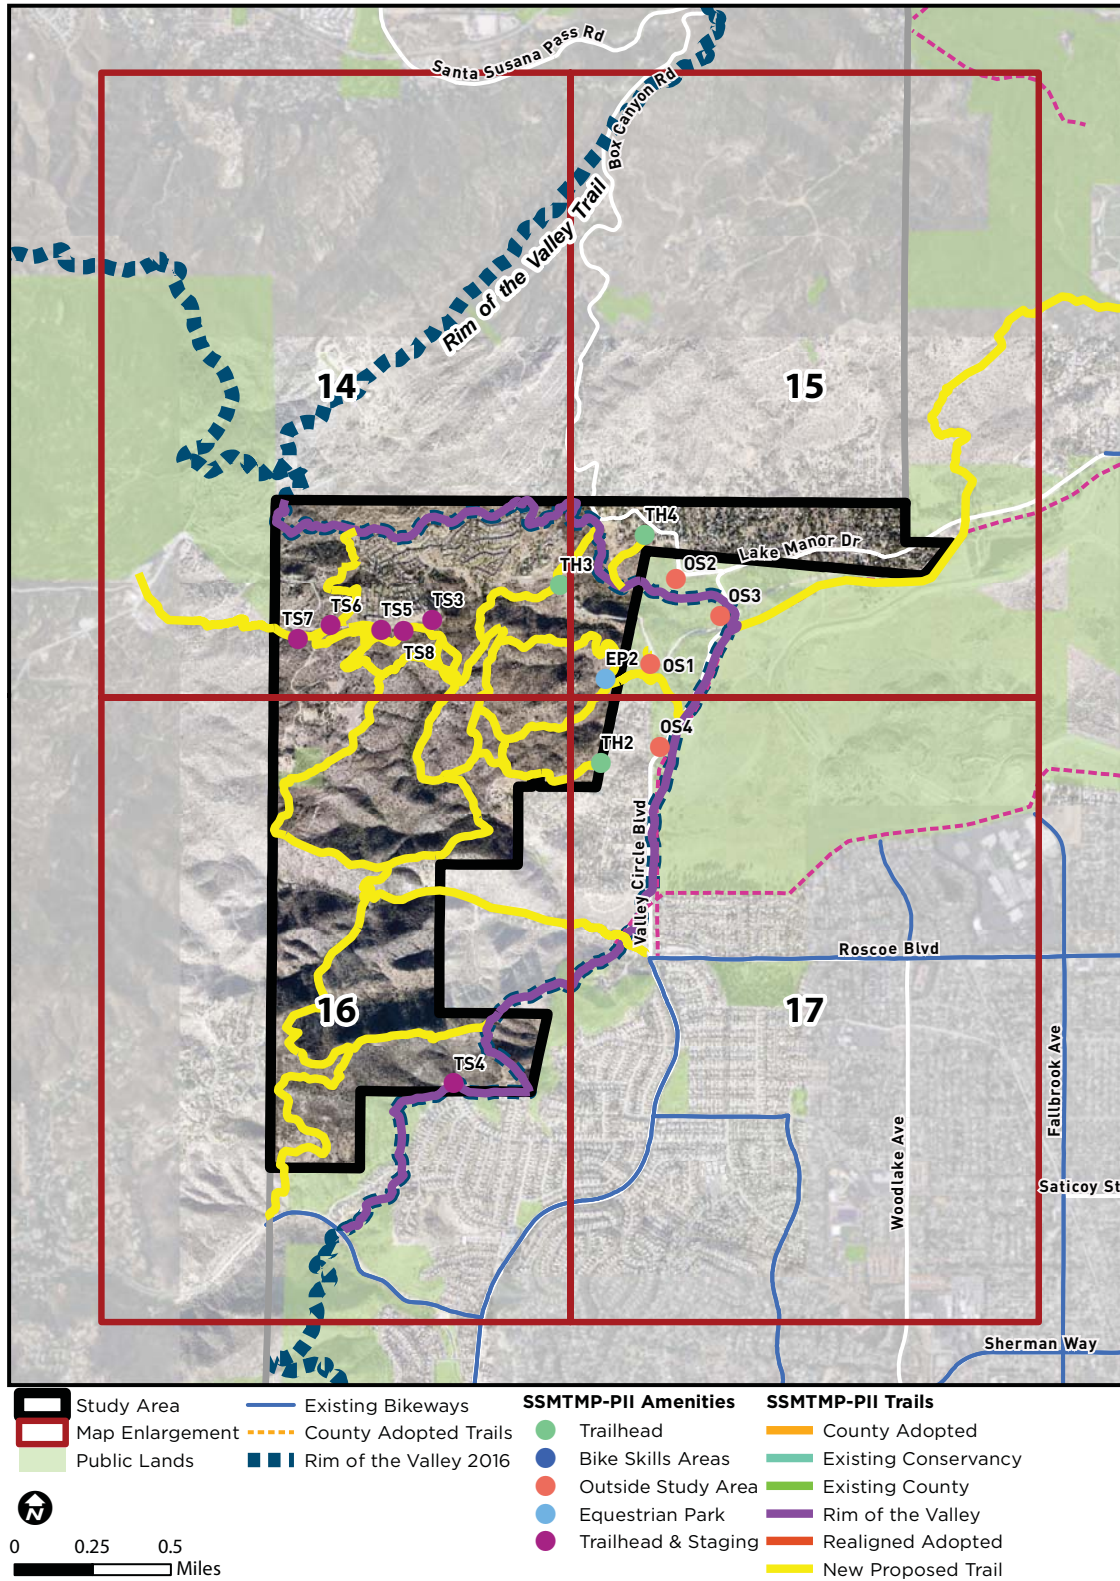 Santa Susana Pass Rd
Box Canyon Rd
Rim of the Valley Trail
14
15
TH4
Lake Manor Dr
TH3
OS2
OS3
TS7
TS6
TS5
TS3
TS8
EP2
OS1
OS4
TH2
Valley Circle Blvd
Roscoe Blvd
16
17
TS4
Woodlake Ave
Fallbrook Ave
Saticoy St
Sherman Way
Study Area
Map Enlargement
Public Lands
N
0 0.25 0.5
Miles
Existing Bikeways
County Adopted Trails
Rim of the Valley 2016
SSMTMP-PII Amenities
Trailhead
Bike Skills Areas
Outside Study Area
Equestrian Park
Trailhead & Staging
SSMTMP-PII Trails
County Adopted
Existing Conservancy
Existing County
Rim of the Valley
Realigned Adopted
New Proposed Trail